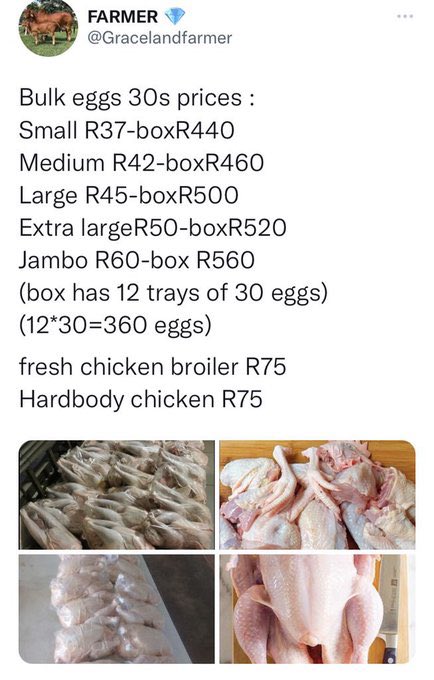 FARMER 💎
@Gracelandfarmer
Bulk eggs 30s prices :
Small R37-boxR440
Medium R42-boxR460
Large R45-boxR500
Extra largeR50-boxR520
Jambo R60-box R560
(box has 12 trays of 30 eggs)
(12*30=360 eggs)
fresh chicken broiler R75
Hardbody chicken R75